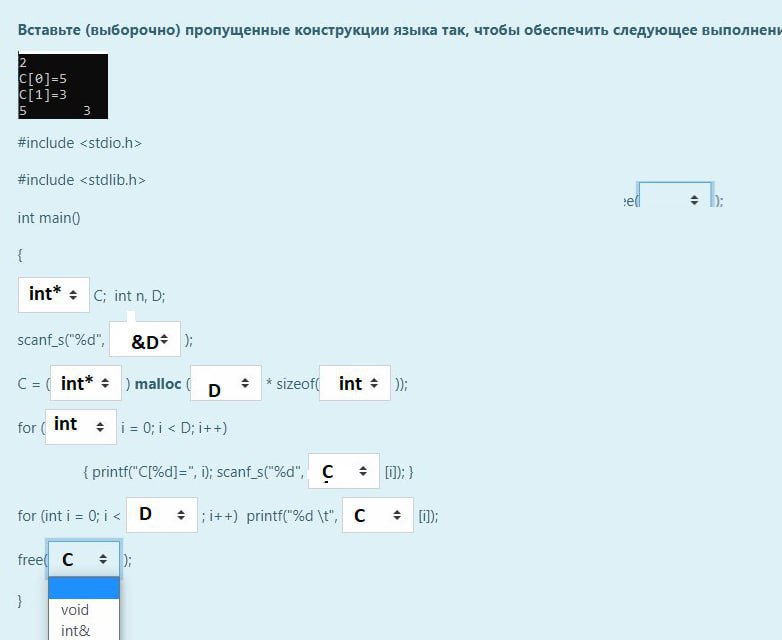 Вставьте (выборочно) пропущенные конструкции языка так, чтобы обеспечить следующее выполнени
2
C[0]=5
C[1]=3
5 3
#include <stdio.h>
#include <stdlib.h>
ee( );
int main()
{
int* C; int n, D;
scanf_s("%d", &D );
C = ( int* ) malloc ( D * sizeof( int ));
for ( int i = 0; i < D; i++)
{ printf("C[%d]=", i); scanf_s("%d", C [i]); }
for (int i = 0; i < D ; i++) printf("%d \t", C [i]);
free( C );
}
void
int&